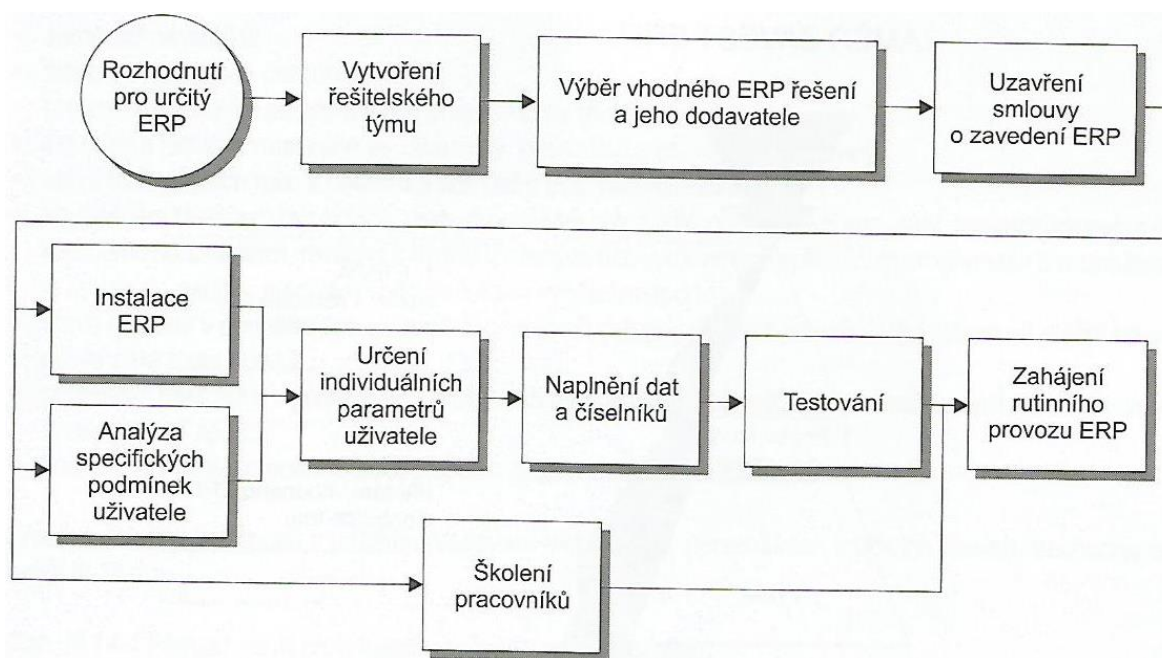 Rozhodnutí
pro určitý
ERP
Vytvoření
řešitelského
týmu
Výběr vhodného ERP řešení
a jeho dodavatele
Uzavření
smlouvy
o zavedení ERP
Instalace
ERP
Analýza
specifických
podmínek
uživatele
Určení
individuálních
parametrů
uživatele
Naplnění dat
a číselníků
Testování
Zahájení
rutinního
provozu ERP
Školení
pracovníků